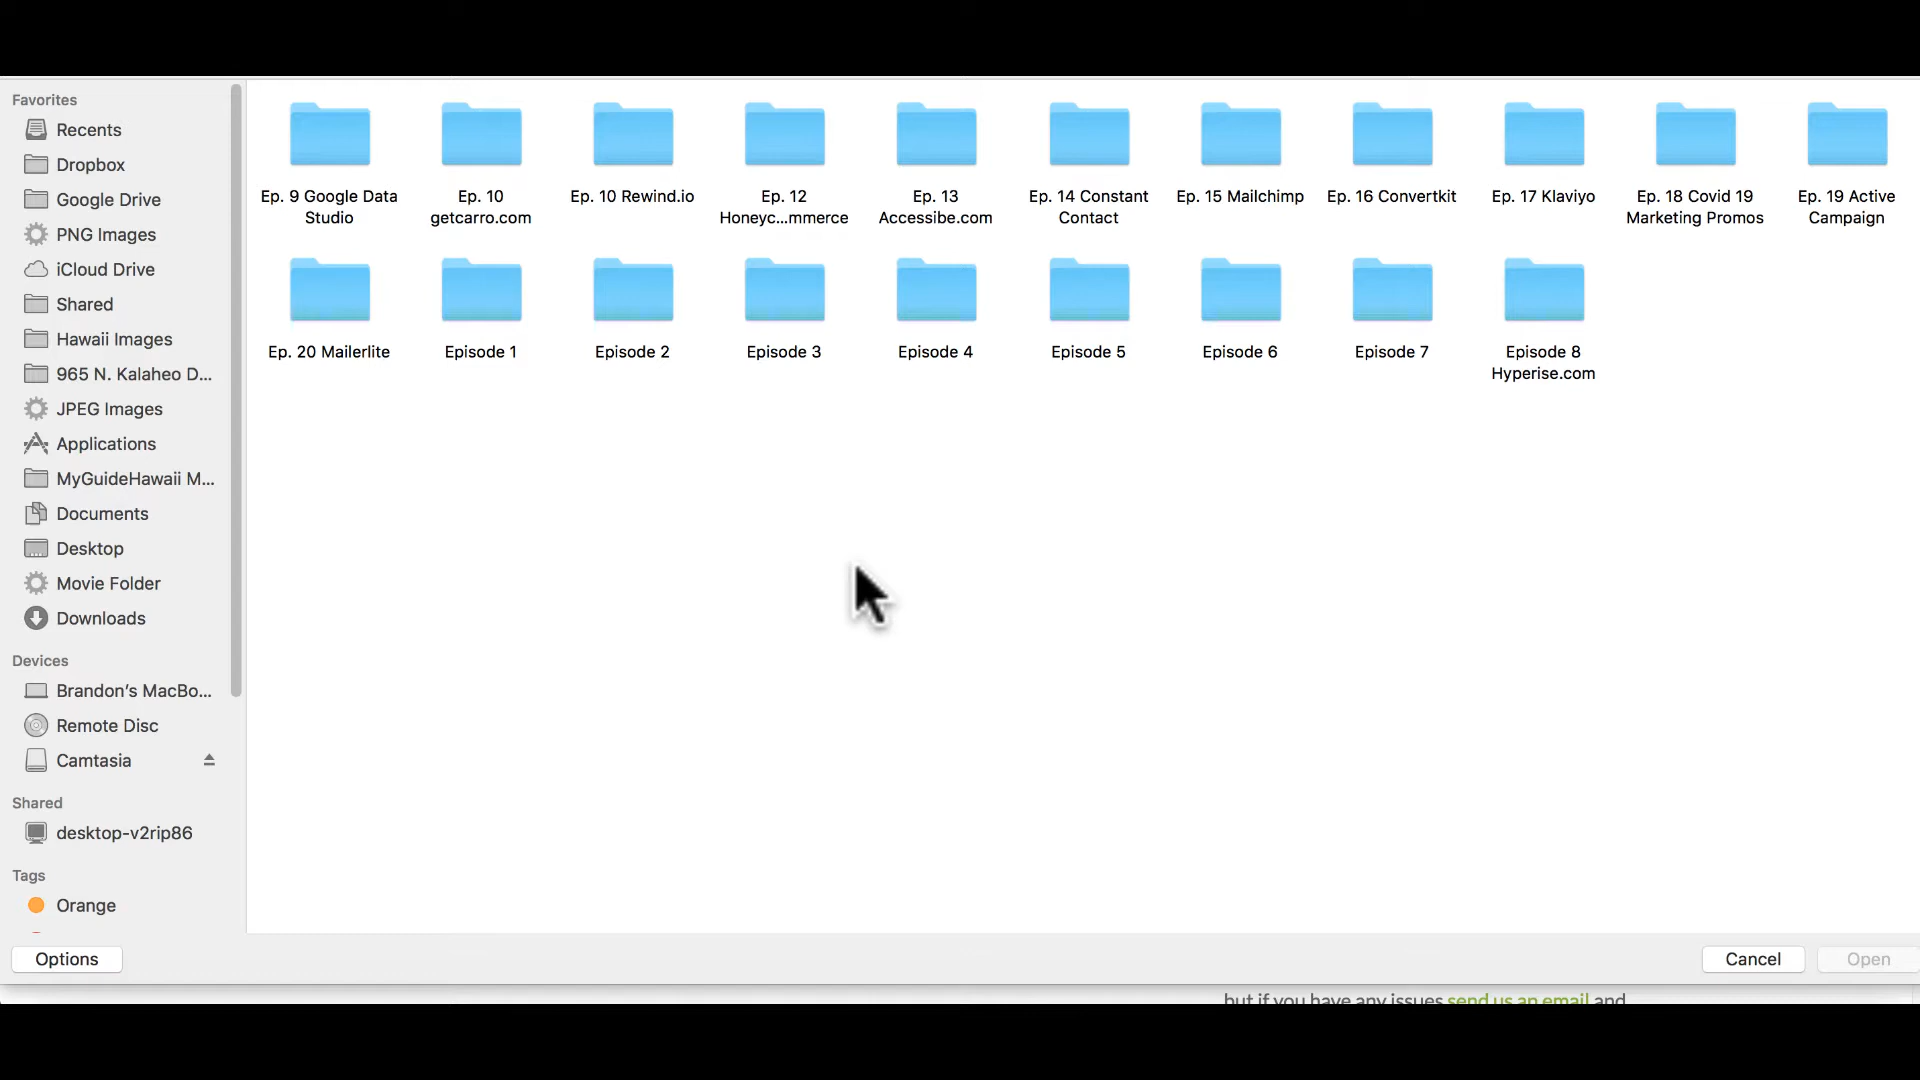 Favorites
Recents
Dropbox
Google Drive
PNG Images
iCloud Drive
Shared
Hawaii Images
965 N. Kalaheo D...
JPEG Images
Applications
MyGuideHawaii M...
Documents
Desktop
Movie Folder
Downloads
Devices
Brandon's MacBo...
Remote Disc
Camtasia
Shared
desktop-v2rip86
Tags
Orange
Ep. 9 Google Data
Studio
Ep. 10
getcarro.com
Ep. 10 Rewind.io
Ep. 12
Honeyc...mmerce
Ep. 13
Accessibe.com
Ep. 14 Constant
Contact
Ep. 15 Mailchimp
Ep. 16 Convertkit
Ep. 17 Klaviyo
Ep. 18 Covid 19
Marketing Promos
Ep. 19 Active
Campaign
Ep. 20 Mailerlite
Episode 1
Episode 2
Episode 3
Episode 4
Episode 5
Episode 6
Episode 7
Episode 8
Hyperise.com
Options
Cancel
Open
but if you have any issues send us an email and